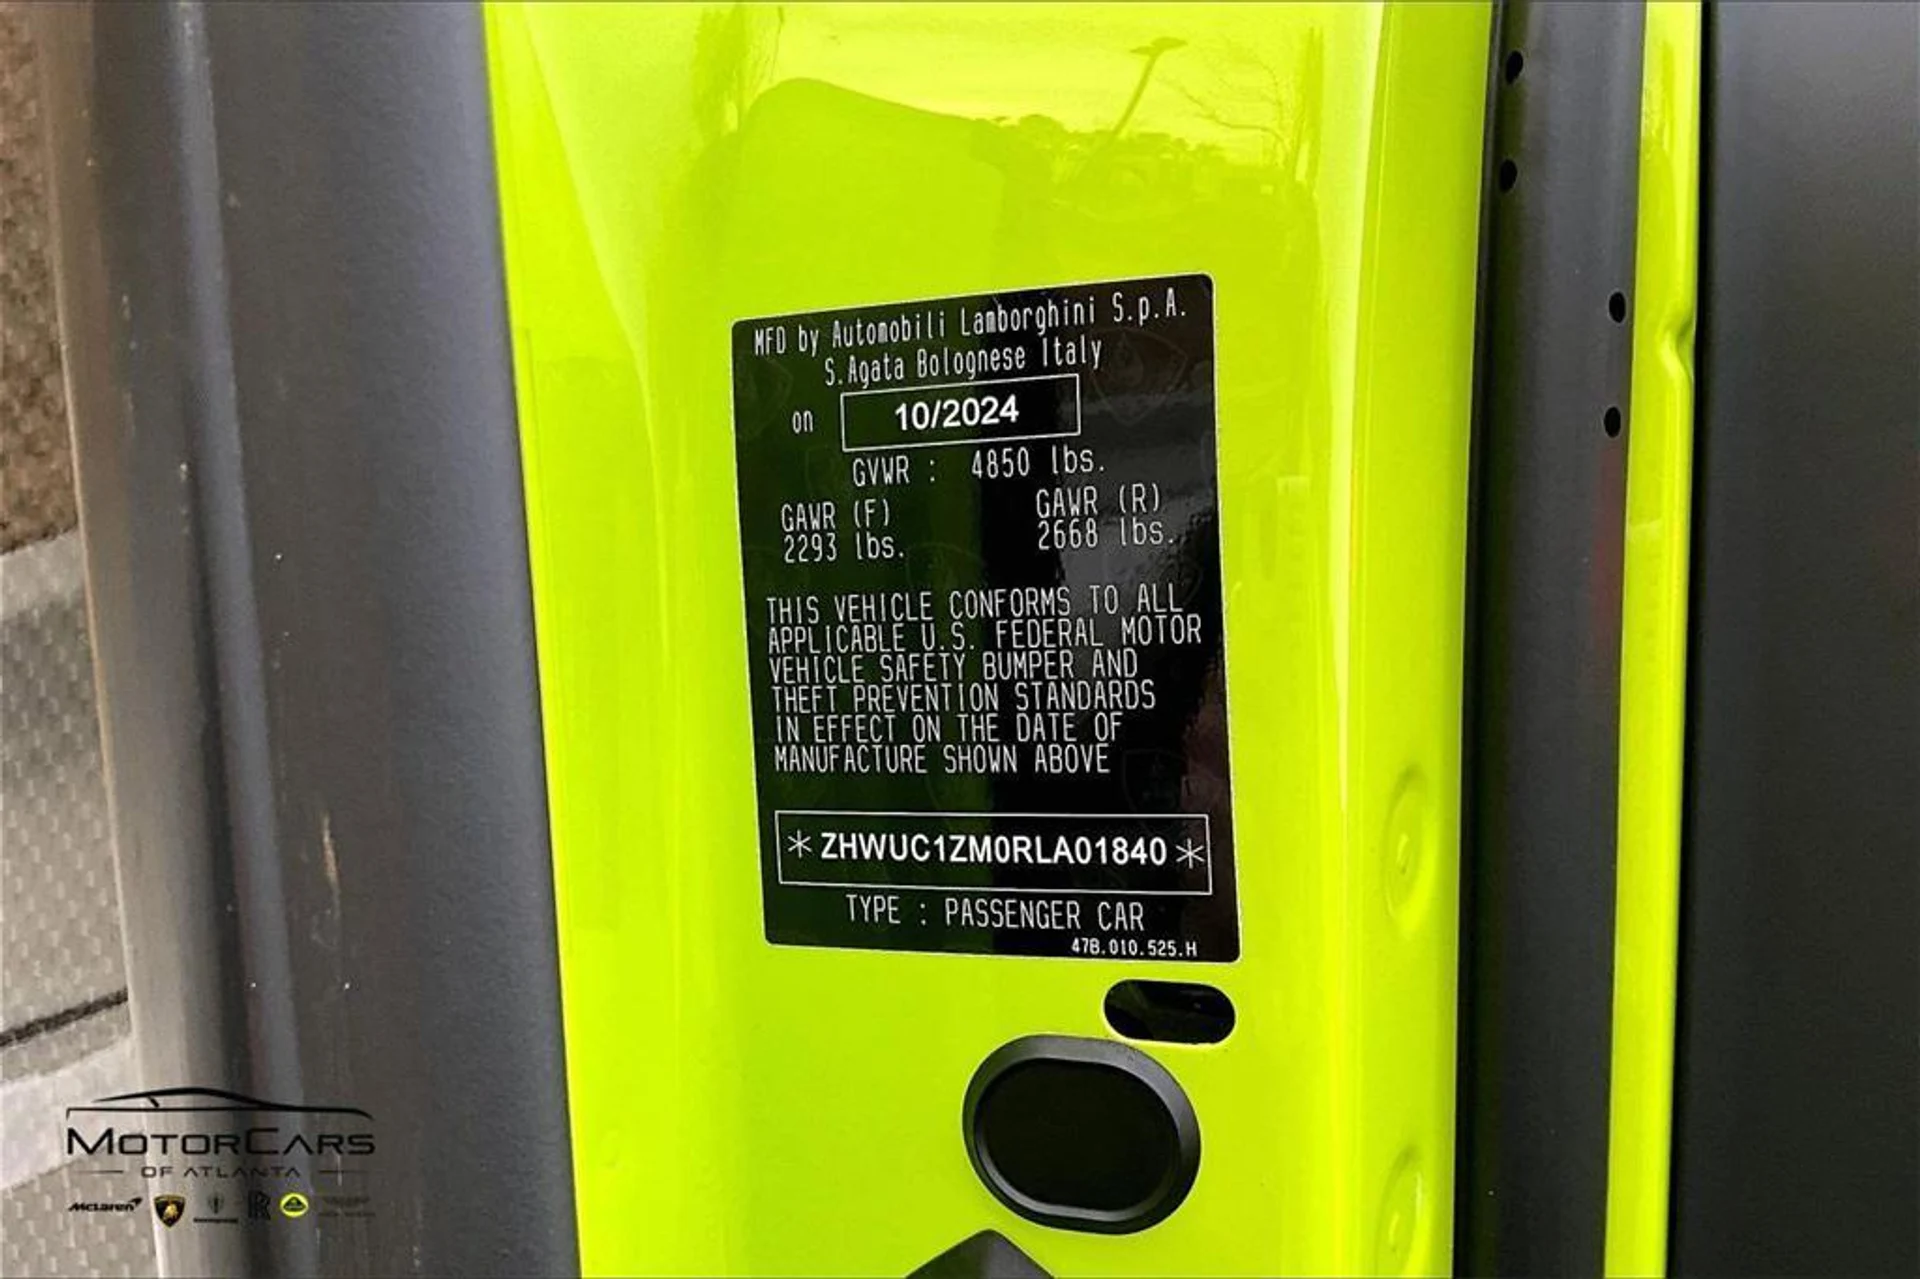 MFD by Automobili Lamborghini S.p.A.
S.Agata Bolognese Italy
on 10/2024
GVWR : 4850 lbs.
GAWR (F) GAWR (R)
2293 lbs. 2668 lbs.
THIS VEHICLE CONFORMS TO ALL
APPLICABLE U.S. FEDERAL MOTOR
VEHICLE SAFETY BUMPER AND
THEFT PREVENTION STANDARDS
IN EFFECT ON THE DATE OF
MANUFACTURE SHOWN ABOVE
* ZHWUC1ZM0RLA01840 *
TYPE : PASSENGER CAR
47B.010.525.H
MOTORCARS
OF ATLANTA
McLaren